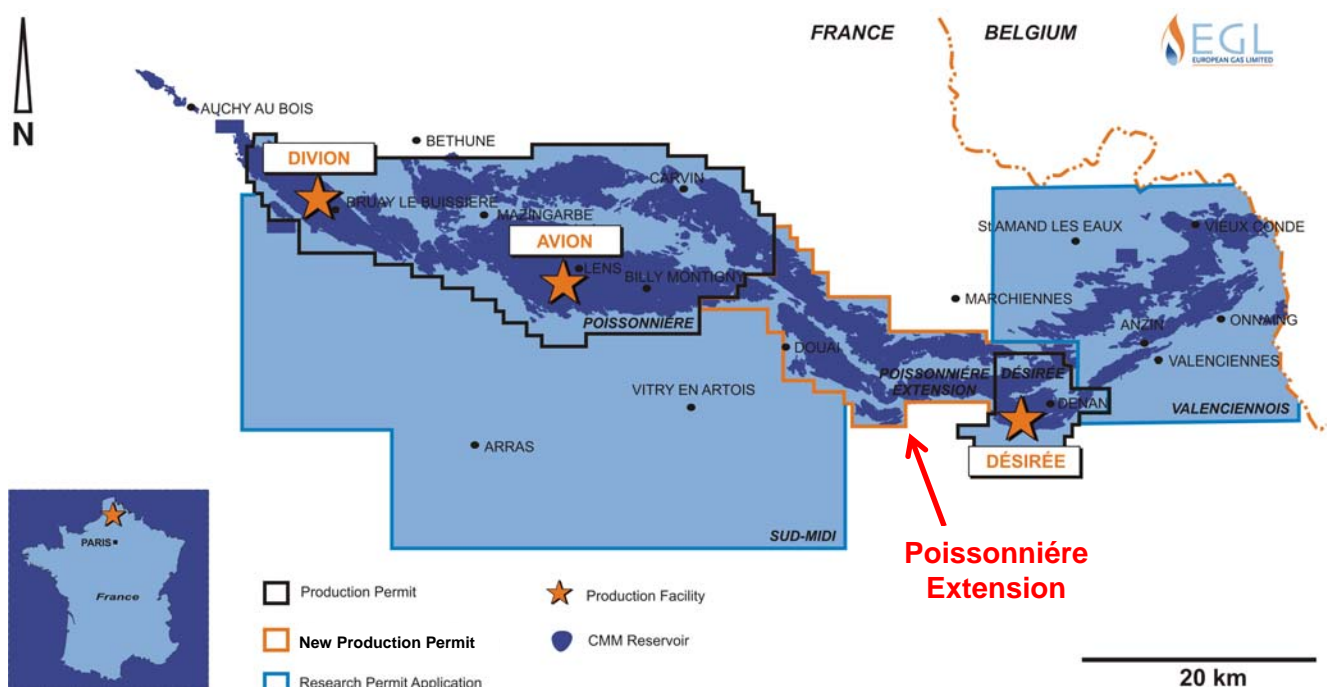 FRANCE
BELGIUM
EGL
EUROPEAN GAS LIMITED
N
AUCHY AU BOIS
BETHUNE
DIVION
CARVIN
BRUAY LE BUISSIERE
MAZINGARBE
St AMAND LES EAUX
VIEUX CONDE
AVION
LENS
BILLY MONTIGNY
MARCHIENNES
POISSONNIÉRE
ANZIN
ONNAING
DOUAI
VALENCIENNES
POISSONNIÉRE
EXTENSION
DÉSIRÉE
VITRY EN ARTOIS
DENAN
VALENCIENNOIS
ARRAS
DÉSIRÉE
SUD-MIDI
PARIS
France
Poissonniére
Extension
Production Permit
Production Facility
New Production Permit
CMM Reservoir
Research Permit Application
20 km